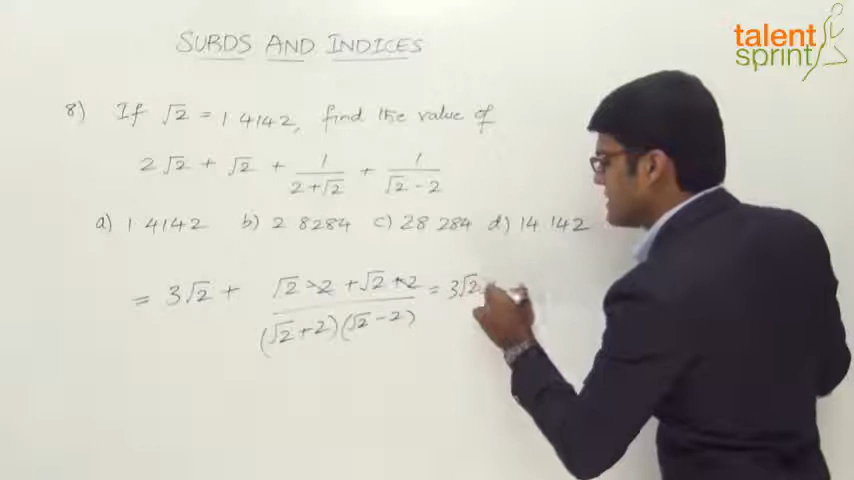 talent
sprint
SURDS AND INDICES
8) If √2 = 1.4142, find the value of
2√2 + √2 + 1/(2+√2) + 1/(√2-2)
a) 1.4142 b) 2.8284 c) 28.284 d) 14.142
= 3√2 + (√2-2+√2+2)/((√2+2)(√2-2)) = 3√2